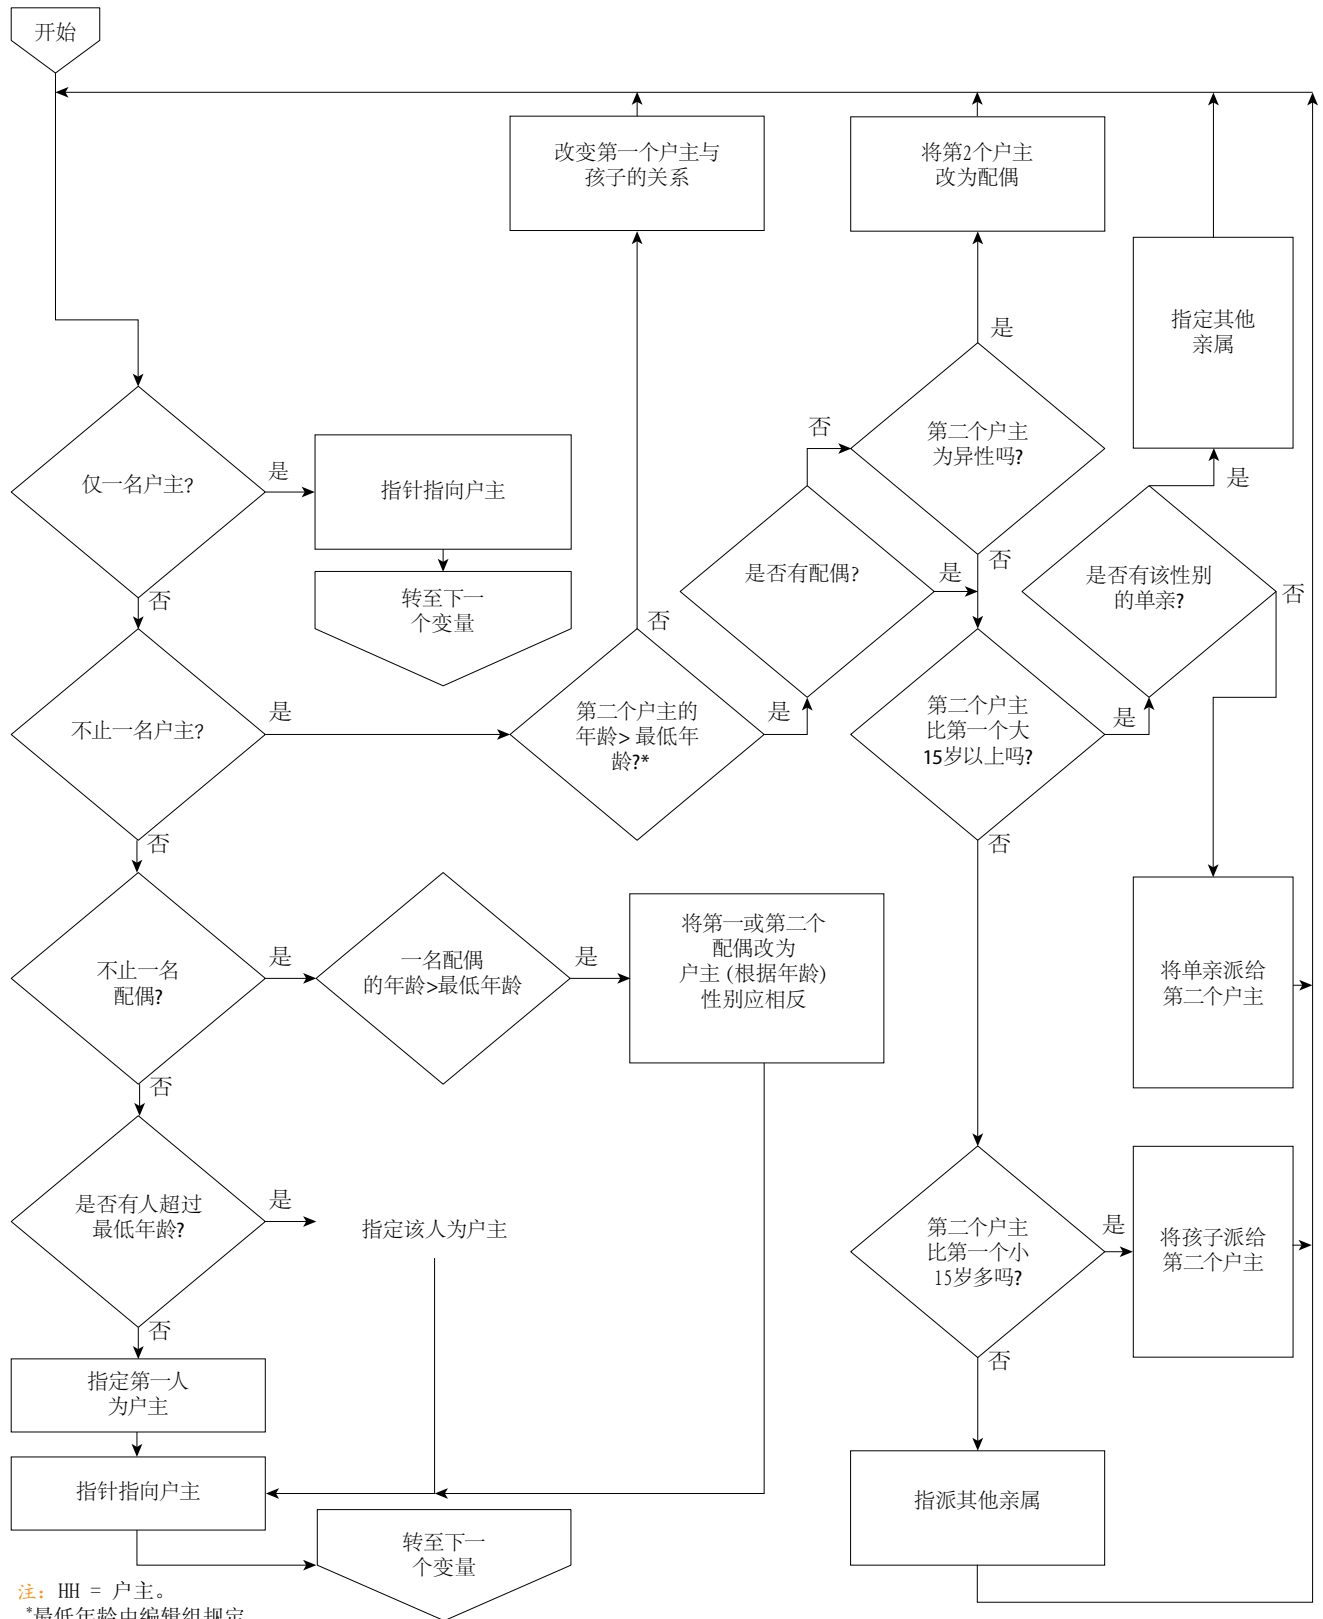 开始
改变第一个户主与
孩子的关系
将第2个户主
改为配偶
指定其他
亲属
是
否
第二个户主
为异性吗?
是
仅一名户主?
是
指针指向户主
否
是否有配偶?
是
是否有该性别
的单亲?
否
否
转至下一
个变量
否
不止一名户主?
是
第二个户主的
年龄> 最低年
龄?*
是
第二个户主
比第一个大
15岁以上吗?
是
否
否
不止一名
配偶?
是
一名配偶
的年龄>最低年龄
是
将第一或第二个
配偶改为
户主 (根据年龄)
性别应相反
将单亲派给
第二个户主
否
是否有人超过
最低年龄?
是
指定该人为户主
第二个户主
比第一个小
15岁多吗?
是
将孩子派给
第二个户主
否
否
指定第一人
为户主
指针指向户主
指派其他亲属
转至下一
个变量
注: HH = 户主。
*最低年龄由编辑组规定